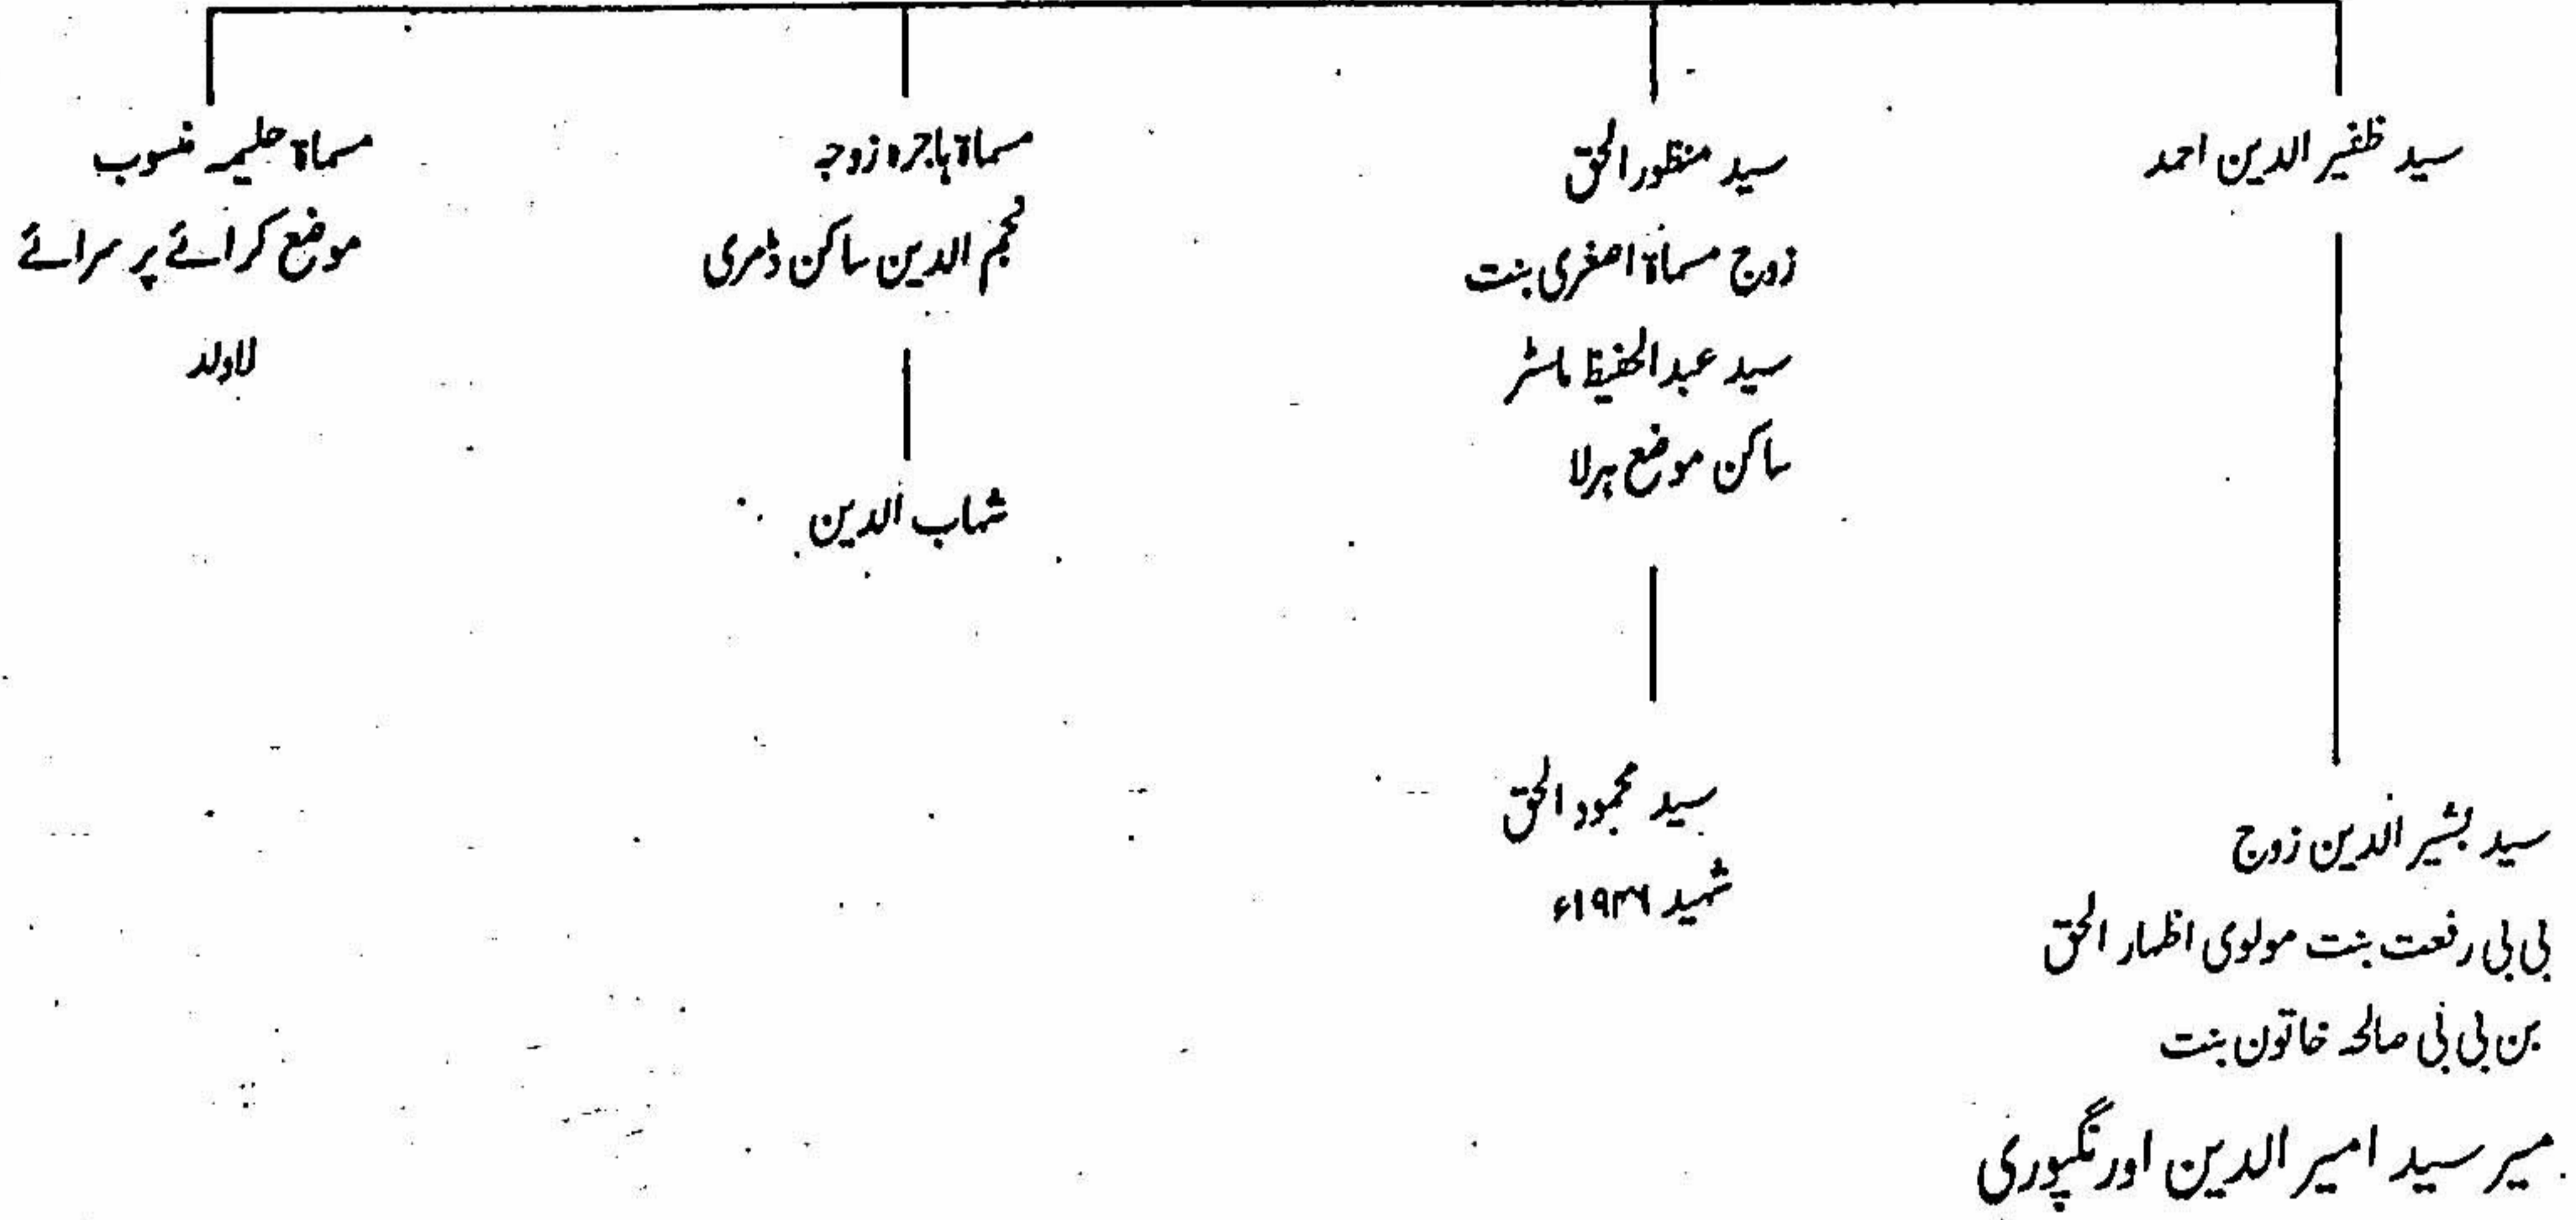 سید ظفیر الدین احمد
سید منظور الحق
زوج مسماۃ اصغری بنت
سید عبد الحفیظ ماسٹر
ساکن موضع ہرلا
مسماۃ ہاجرہ زوجہ
نجم الدین ساکن ڈمری
مسماۃ حلیمہ منسوب
موضع کرائے پر سرائے
لاولد
شہاب الدین
سید محمود الحق
شہید ۱۹۴۶ء
سید بشیر الدین زوج
بی بی رفعت بنت مولوی اظہار الحق
بن بی بی صالحہ خاتون بنت
میر سید امیر الدین اورنگپوری